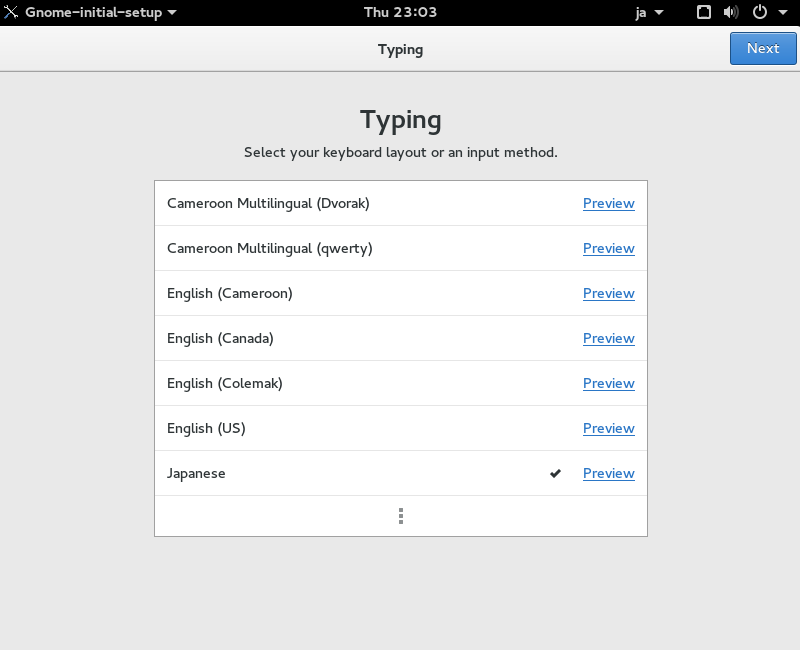 Gnome-initial-setup Thu 23:03 ja
Typing Next
Typing
Select your keyboard layout or an input method.
Cameroon Multilingual (Dvorak) Preview
Cameroon Multilingual (qwerty) Preview
English (Cameroon) Preview
English (Canada) Preview
English (Colemak) Preview
English (US) Preview
Japanese Preview